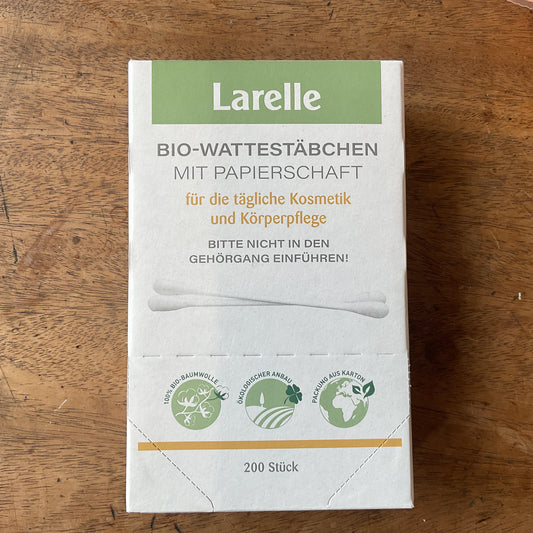 Larelle
BIO-WATTESTÄBCHEN
MIT PAPIERSCHAFT
für die tägliche Kosmetik
und Körperpflege
BITTE NICHT IN DEN
GEHÖRGANG EINFÜHREN!
100% BIO-BAUMWOLLE
ÖKOLOGISCHER ANBAU
PACKUNG AUS KARTON
200 Stück